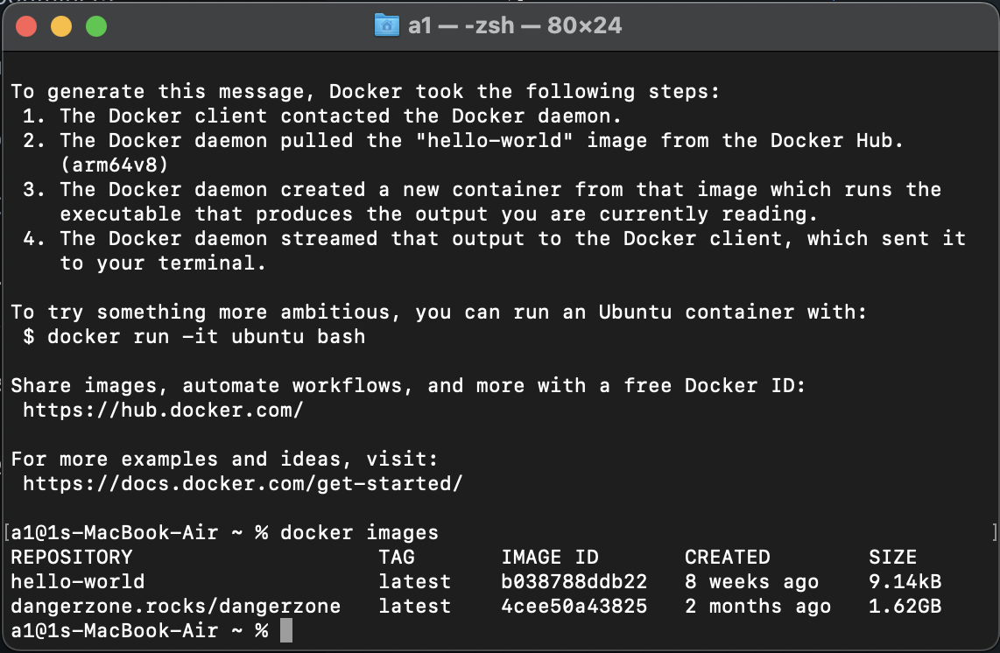 a1 — -zsh — 80×24
To generate this message, Docker took the following steps:
 1. The Docker client contacted the Docker daemon.
 2. The Docker daemon pulled the "hello-world" image from the Docker Hub.
    (arm64v8)
 3. The Docker daemon created a new container from that image which runs the
    executable that produces the output you are currently reading.
 4. The Docker daemon streamed that output to the Docker client, which sent it
    to your terminal.

To try something more ambitious, you can run an Ubuntu container with:
 $ docker run -it ubuntu bash

Share images, automate workflows, and more with a free Docker ID:
 https://hub.docker.com/

For more examples and ideas, visit:
 https://docs.docker.com/get-started/

[a1@1s-MacBook-Air ~ % docker images ]
REPOSITORY                    TAG       IMAGE ID       CREATED        SIZE
hello-world                   latest    b038788ddb22   8 weeks ago    9.14kB
dangerzone.rocks/dangerzone   latest    4cee50a43825   2 months ago   1.62GB
a1@1s-MacBook-Air ~ %